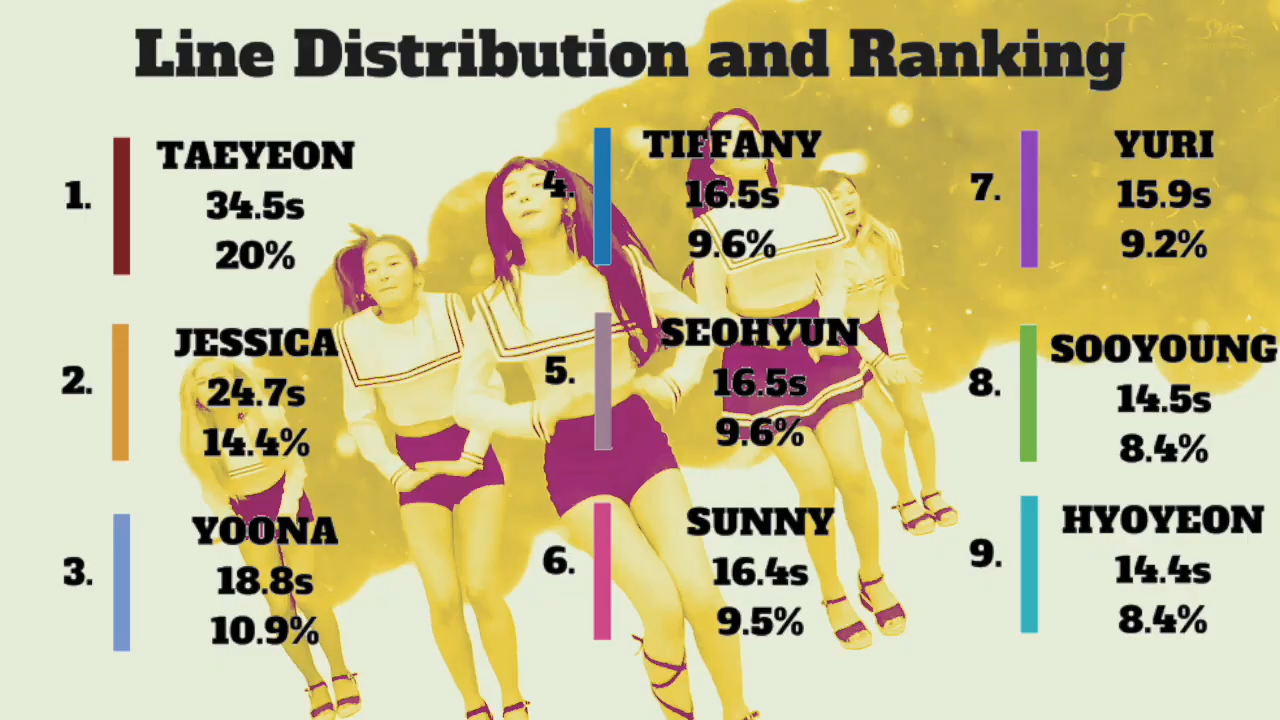 Line Distribution and Ranking
1.
TAEYEON
34.5s
20%
2.
JESSICA
24.7s
14.4%
3.
YOONA
18.8s
10.9%
4.
TIFFANY
16.5s
9.6%
5.
SEOHYUN
16.5s
9.6%
6.
SUNNY
16.4s
9.5%
7.
YURI
15.9s
9.2%
8.
SOOYOUNG
14.5s
8.4%
9.
HYOYEON
14.4s
8.4%